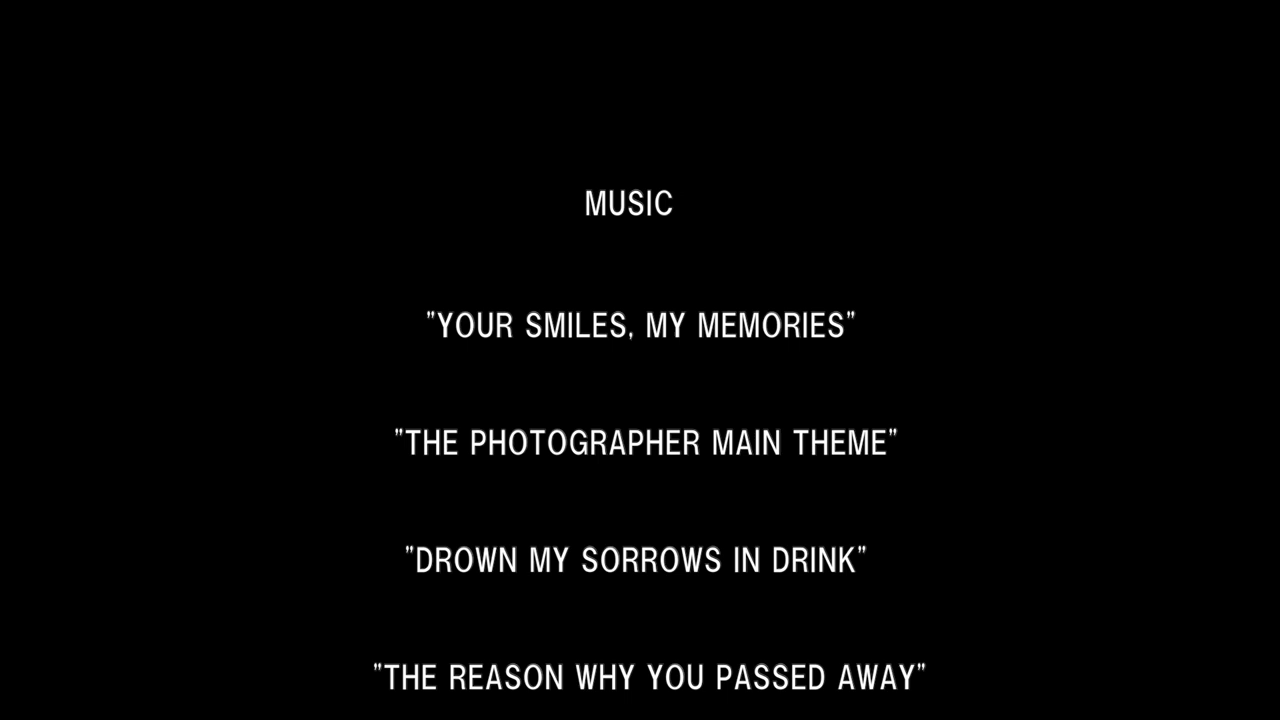 MUSIC
"YOUR SMILES, MY MEMORIES"
"THE PHOTOGRAPHER MAIN THEME"
"DROWN MY SORROWS IN DRINK"
"THE REASON WHY YOU PASSED AWAY"